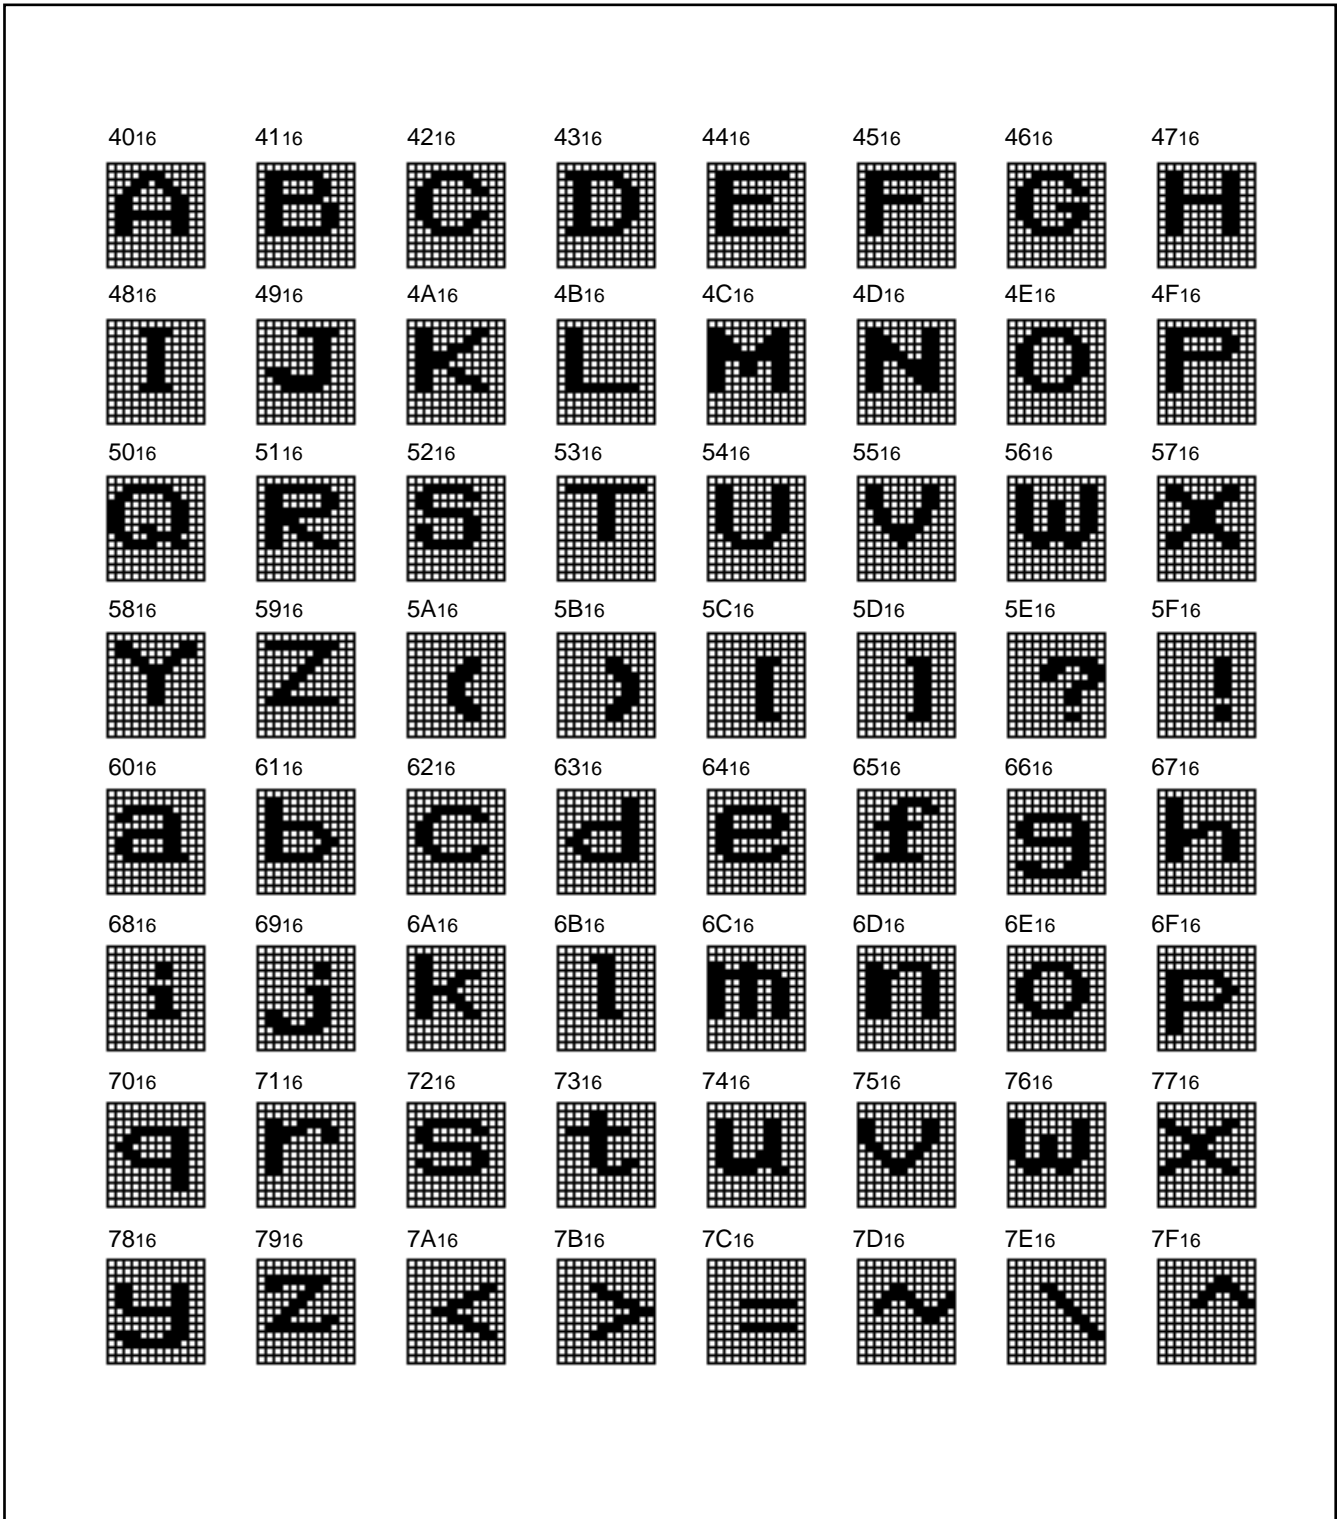 4016 4116 4216 4316 4416 4516 4616 4716
A B C D E F G H
4816 4916 4A16 4B16 4C16 4D16 4E16 4F16
I J K L M N O P
5016 5116 5216 5316 5416 5516 5616 5716
Q R S T U V W X
5816 5916 5A16 5B16 5C16 5D16 5E16 5F16
Y Z ( ) [ ] ? !
6016 6116 6216 6316 6416 6516 6616 6716
a b c d e f g h
6816 6916 6A16 6B16 6C16 6D16 6E16 6F16
i j k l m n o p
7016 7116 7216 7316 7416 7516 7616 7716
q r s t u v w x
7816 7916 7A16 7B16 7C16 7D16 7E16 7F16
y z < > = ~ \ ^